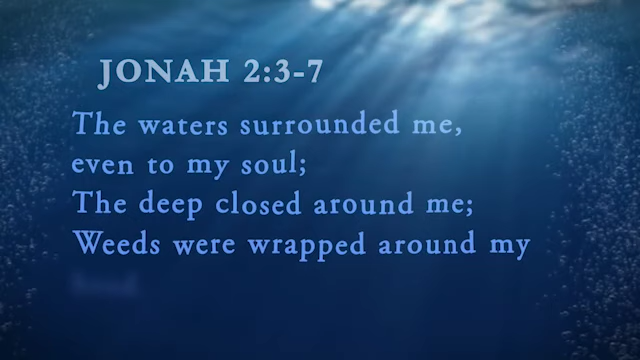 JONAH 2:3-7
The waters surrounded me,
even to my soul;
The deep closed around me;
Weeds were wrapped around my